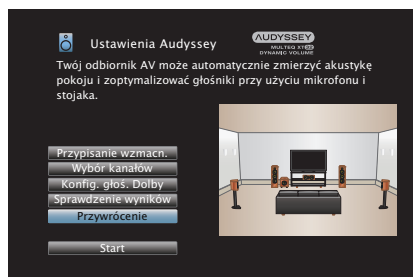 Ustawienia Audyssey
AUDYSSEY
MULTEQ XT32
DYNAMIC VOLUME
Twój odbiornik AV może automatycznie zmierzyć akustykę
pokoju i zoptymalizować głośniki przy użyciu mikrofonu i
stojaka.
Przypisanie wzmacn.
Wybór kanałów
Konfig. głoś. Dolby
Sprawdzenie wyników
Przywrócenie
Start